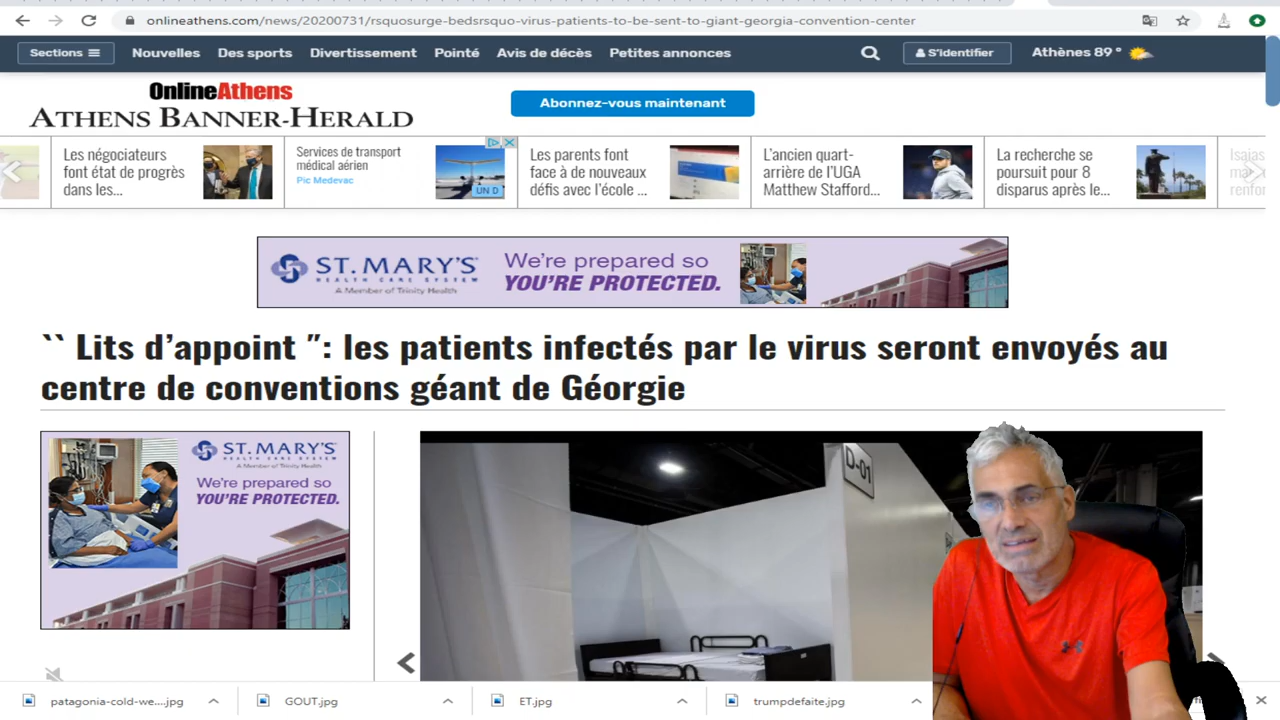 onlineathens.com/news/20200731/rsquosurge-bedsrsquo-virus-patients-to-be-sent-to-giant-georgia-convention-center
Sections ≡ Nouvelles Des sports Divertissement Pointé Avis de décès Petites annonces S'identifier Athènes 89 °
OnlineAthens
ATHENS BANNER-HERALD
Abonnez-vous maintenant
Les négociateurs
font état de progrès
dans les...
Services de transport
médical aérien
Pic Medevac
UN D
Les parents font
face à de nouveaux
défis avec l'école ...
L'ancien quart-
arrière de l'UGA
Matthew Stafford...
La recherche se
poursuit pour 8
disparus après le...
Isaias
renfor
ST. MARY'S
HEALTH CARE SYSTEM
A Member of Trinity Health
We're prepared so
YOU'RE PROTECTED.
`` Lits d'appoint ″: les patients infectés par le virus seront envoyés au
centre de conventions géant de Géorgie
ST. MARY'S
HEALTH CARE SYSTEM
A Member of Trinity Health
We're prepared so
YOU'RE PROTECTED.
D-01
patagonia-cold-we....jpg GOUT.jpg ET.jpg trumpdefaite.jpg